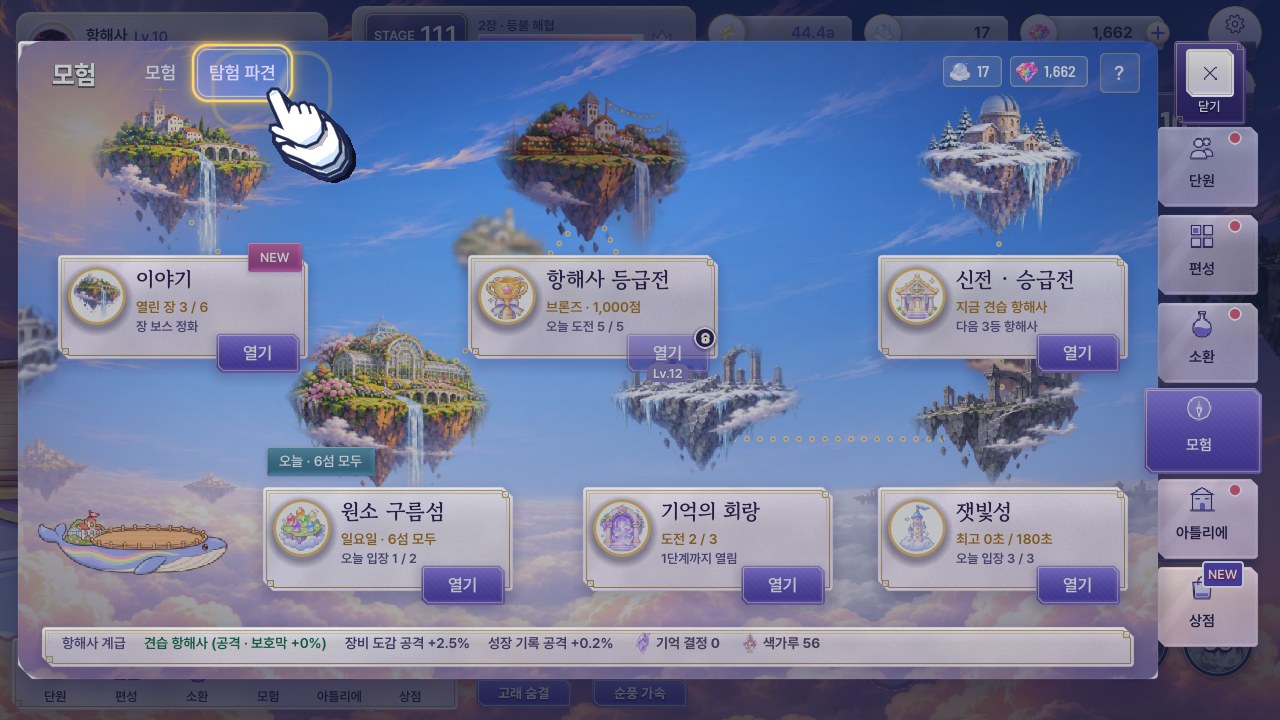 항해사 Lv.10
STAGE 111
2장 · 등불 해협
44.4a
17
1,662
모험
모험
탐험 파견
17
1,662
?
닫기
단원
편성
소환
모험
아틀리에
NEW
상점
NEW
이야기
열린 장 3 / 6
장 보스 정화
열기
항해사 등급전
브론즈 · 1,000점
오늘 도전 5 / 5
열기
Lv.12
신전 · 승급전
지금 견습 항해사
다음 3등 항해사
열기
오늘 · 6섬 모두
원소 구름섬
일요일 · 6섬 모두
오늘 입장 1 / 2
열기
기억의 회랑
도전 2 / 3
1단계까지 열림
열기
잿빛성
최고 0초 / 180초
오늘 입장 3 / 3
열기
항해사 계급 견습 항해사 (공격 · 보호막 +0%) 장비 도감 공격 +2.5% 성장 기록 공격 +0.2% 기억 결정 0 색가루 56
단원 편성 소환 모험 아틀리에 상점
고래 숨결
순풍 가속